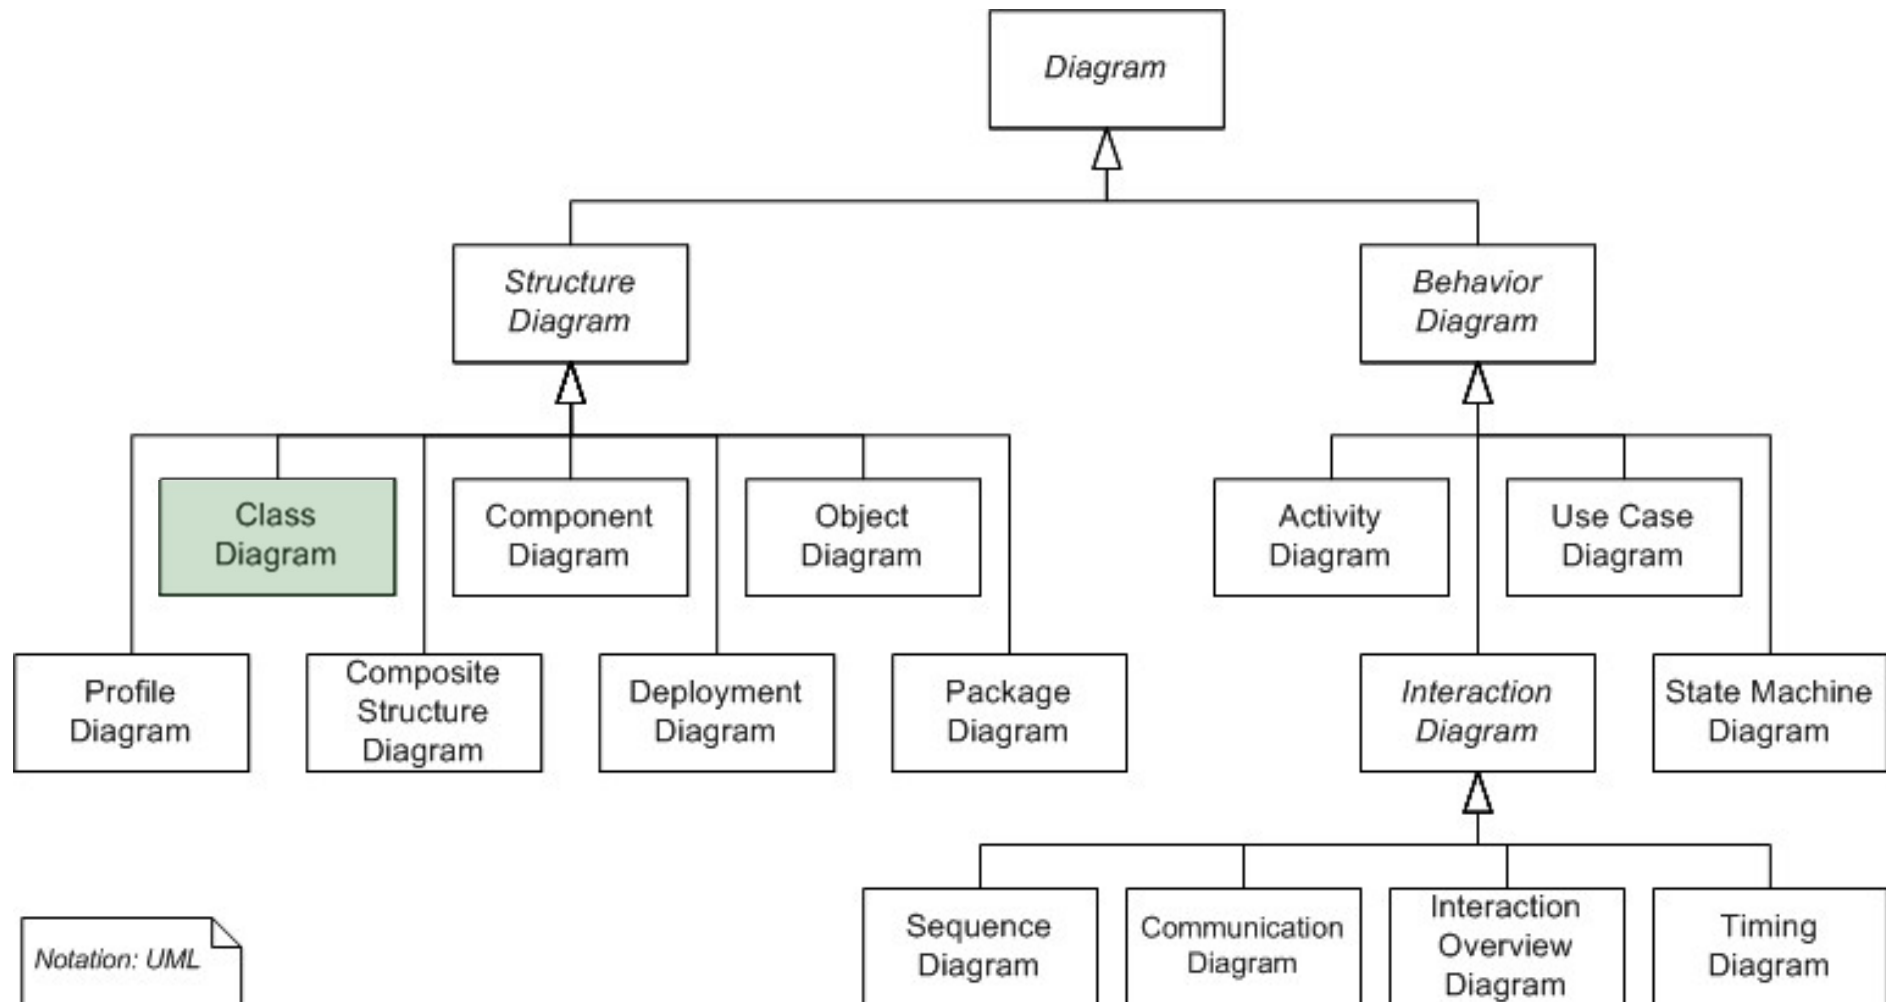 Diagram
Structure
Diagram
Behavior
Diagram
Class
Diagram
Component
Diagram
Object
Diagram
Activity
Diagram
Use Case
Diagram
Profile
Diagram
Composite
Structure
Diagram
Deployment
Diagram
Package
Diagram
Interaction
Diagram
State Machine
Diagram
Sequence
Diagram
Communication
Diagram
Interaction
Overview
Diagram
Timing
Diagram
Notation: UML